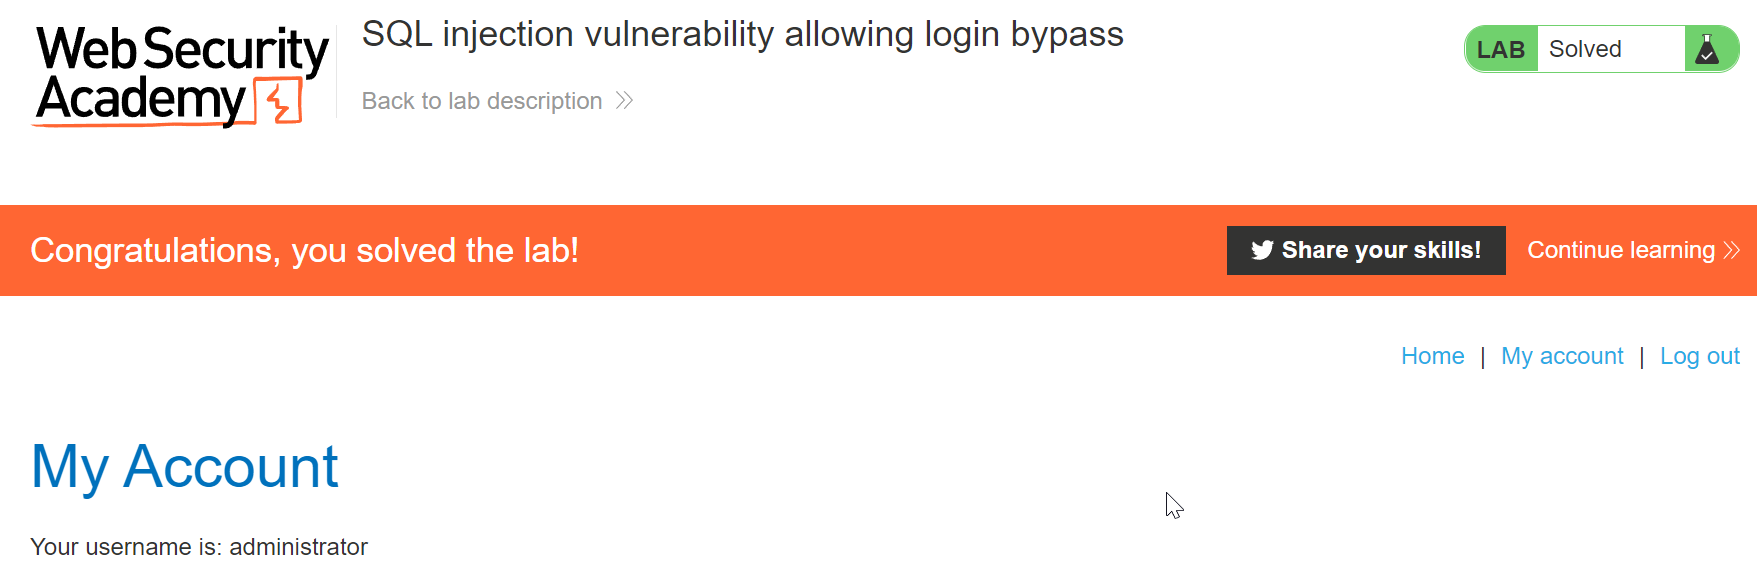 Web Security
Academy
SQL injection vulnerability allowing login bypass
Back to lab description
LAB Solved
Congratulations, you solved the lab!
Share your skills! Continue learning
Home | My account | Log out
My Account
Your username is: administrator